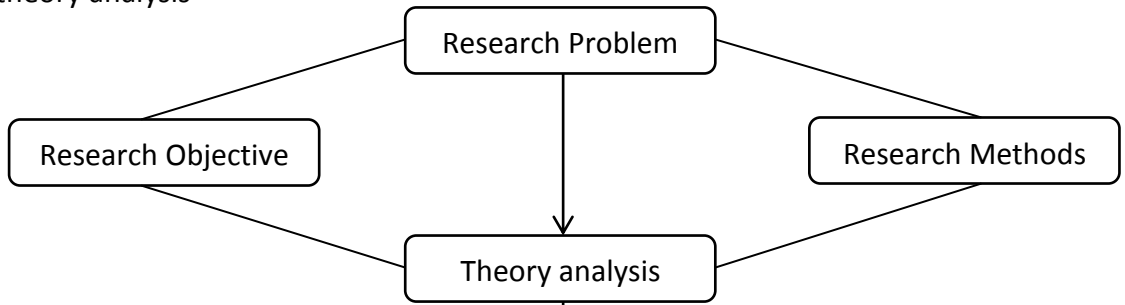 theory analysis
Research Problem
Research Objective
Research Methods
Theory analysis